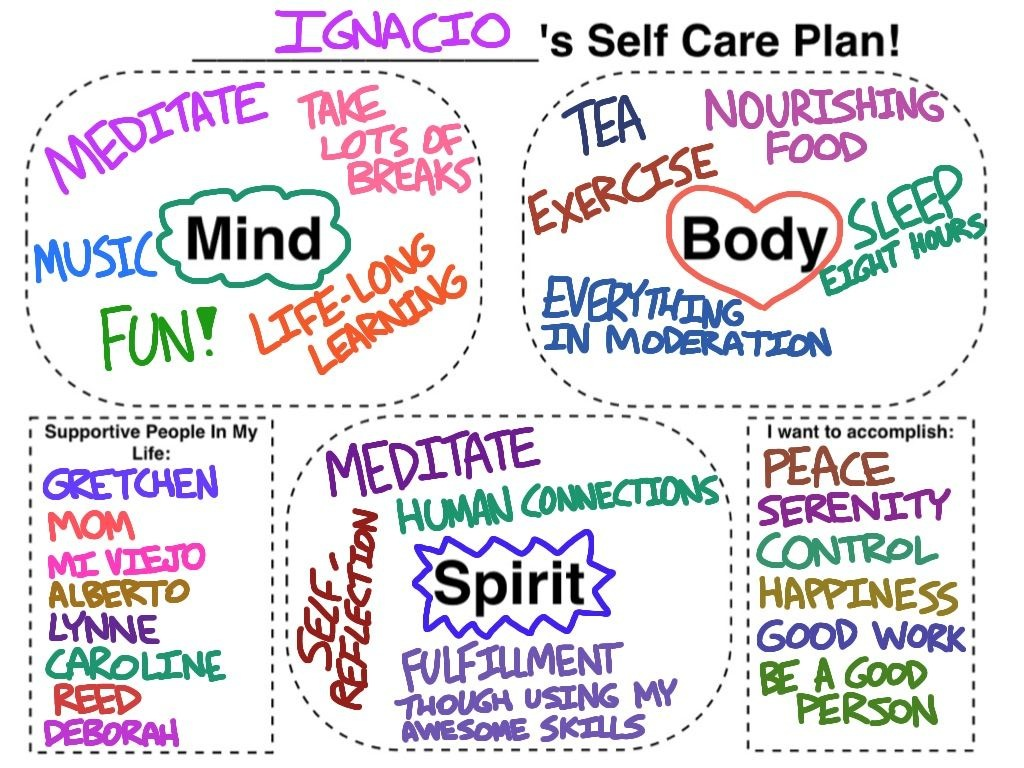 IGNACIO's Self Care Plan!
MEDITATE
TAKE
LOTS OF
BREAKS
Mind
MUSIC
FUN!
LIFE-LONG
LEARNING
TEA
NOURISHING
FOOD
EXERCISE
Body
SLEEP
EIGHT HOURS
EVERYTHING
IN MODERATION
Supportive People In My
Life:
GRETCHEN
MOM
MI VIEJO
ALBERTO
LYNNE
CAROLINE
REED
DEBORAH
MEDITATE
HUMAN CONNECTIONS
SELF-
REFLECTION
Spirit
FULFILLMENT
THOUGH USING MY
AWESOME SKILLS
I want to accomplish:
PEACE
SERENITY
CONTROL
HAPPINESS
GOOD WORK
BE A GOOD
PERSON